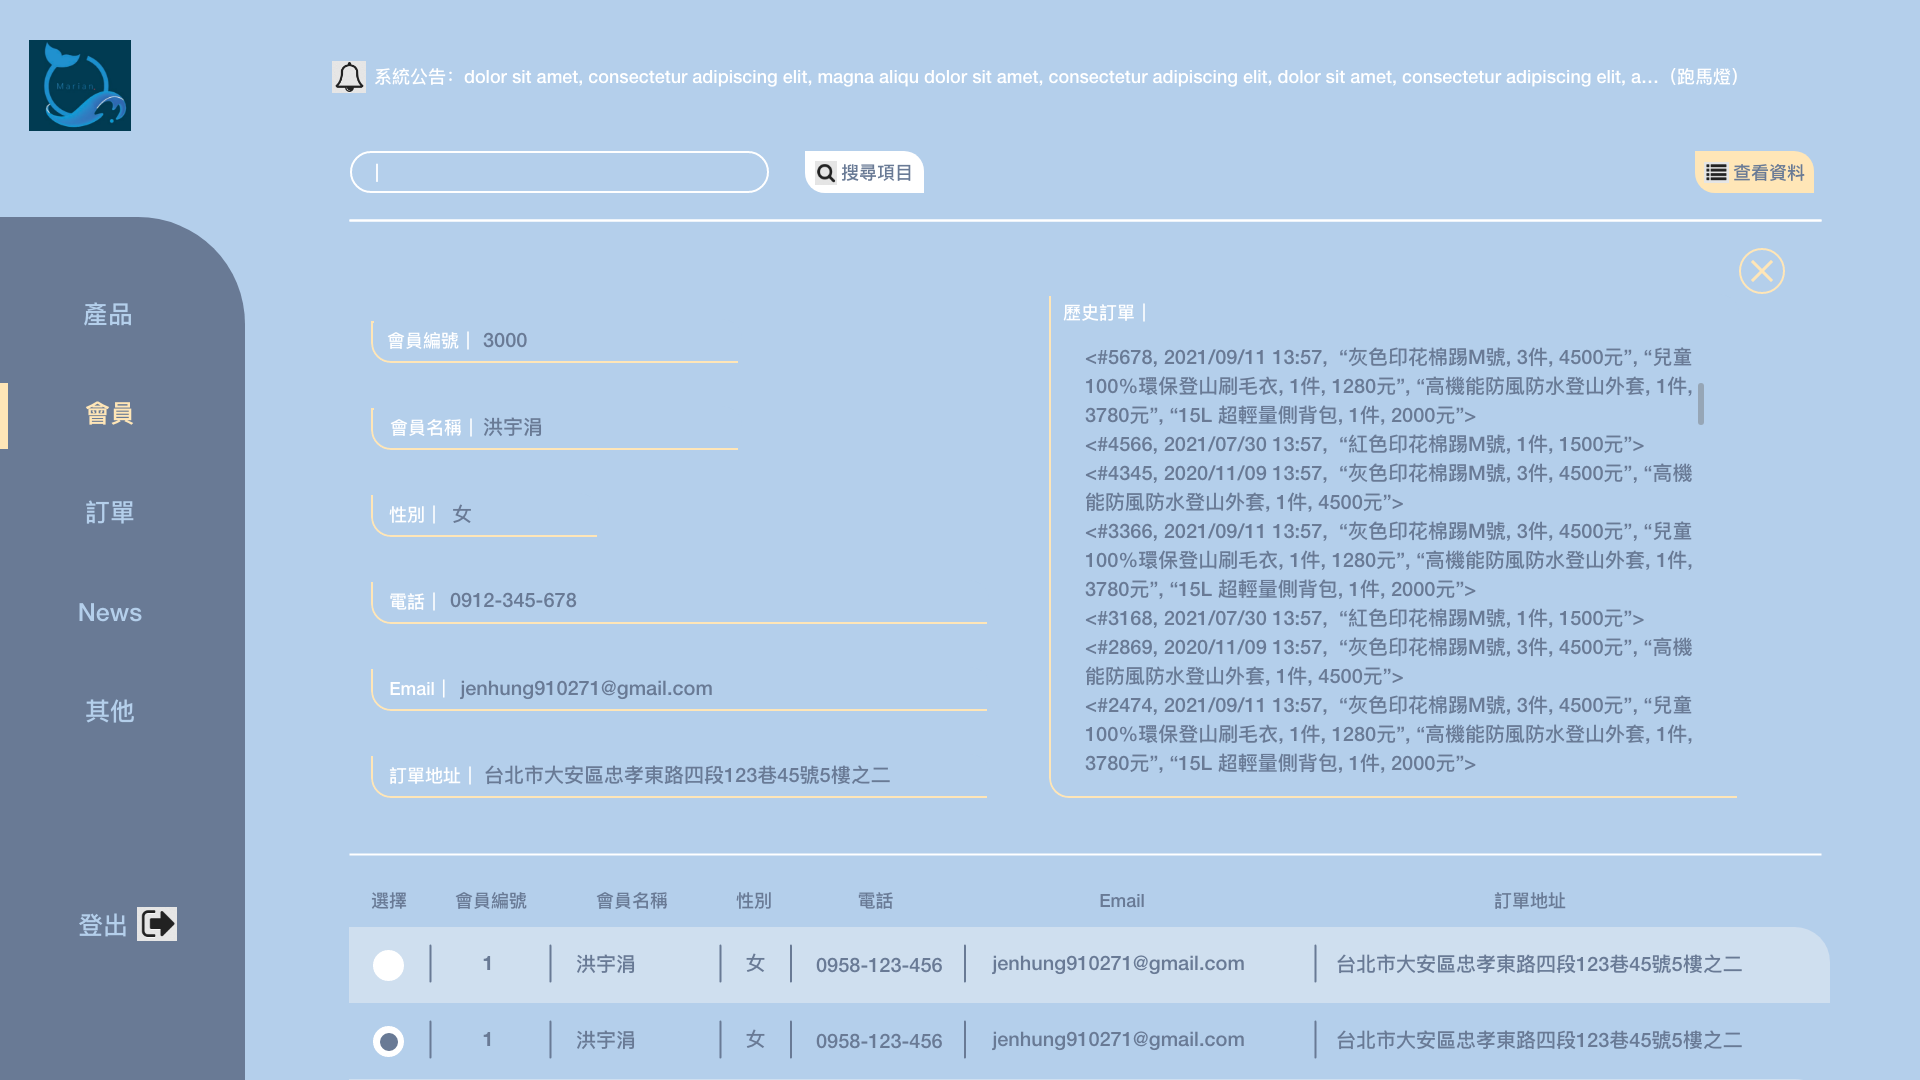 Marian.
系統公告：dolor sit amet, consectetur adipiscing elit, magna aliqu dolor sit amet, consectetur adipiscing elit, dolor sit amet, consectetur adipiscing elit, a...（跑馬燈）
搜尋項目
查看資料
產品
會員
訂單
News
其他
登出
會員編號｜ 3000
會員名稱｜ 洪宇涓
性別｜ 女
電話｜ 0912-345-678
Email｜ jenhung910271@gmail.com
訂單地址｜ 台北市大安區忠孝東路四段123巷45號5樓之二
歷史訂單｜
<#5678, 2021/09/11 13:57, “灰色印花棉踢M號, 3件, 4500元”, “兒童
100%環保登山刷毛衣, 1件, 1280元”, “高機能防風防水登山外套, 1件,
3780元”, “15L 超輕量側背包, 1件, 2000元”>
<#4566, 2021/07/30 13:57, “紅色印花棉踢M號, 1件, 1500元”>
<#4345, 2020/11/09 13:57, “灰色印花棉踢M號, 3件, 4500元”, “高機
能防風防水登山外套, 1件, 4500元”>
<#3366, 2021/09/11 13:57, “灰色印花棉踢M號, 3件, 4500元”, “兒童
100%環保登山刷毛衣, 1件, 1280元”, “高機能防風防水登山外套, 1件,
3780元”, “15L 超輕量側背包, 1件, 2000元”>
<#3168, 2021/07/30 13:57, “紅色印花棉踢M號, 1件, 1500元”>
<#2869, 2020/11/09 13:57, “灰色印花棉踢M號, 3件, 4500元”, “高機
能防風防水登山外套, 1件, 4500元”>
<#2474, 2021/09/11 13:57, “灰色印花棉踢M號, 3件, 4500元”, “兒童
100%環保登山刷毛衣, 1件, 1280元”, “高機能防風防水登山外套, 1件,
3780元”, “15L 超輕量側背包, 1件, 2000元”>
選擇 會員編號 會員名稱 性別 電話 Email 訂單地址
1 洪宇涓 女 0958-123-456 jenhung910271@gmail.com 台北市大安區忠孝東路四段123巷45號5樓之二
1 洪宇涓 女 0958-123-456 jenhung910271@gmail.com 台北市大安區忠孝東路四段123巷45號5樓之二